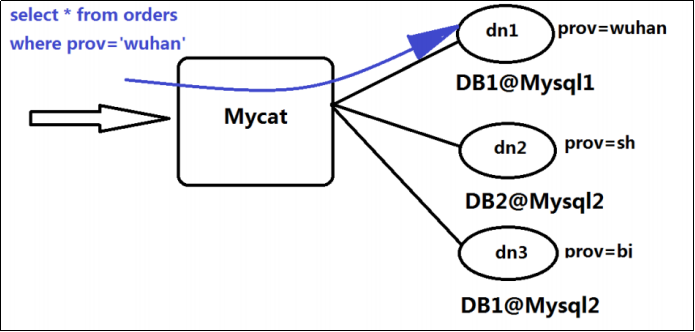 select * from orders
where prov='wuhan'
Mycat
dn1
prov=wuhan
DB1@Mysql1
dn2
prov=sh
DB2@Mysql2
dn3
prov=bj
DB1@Mysql2